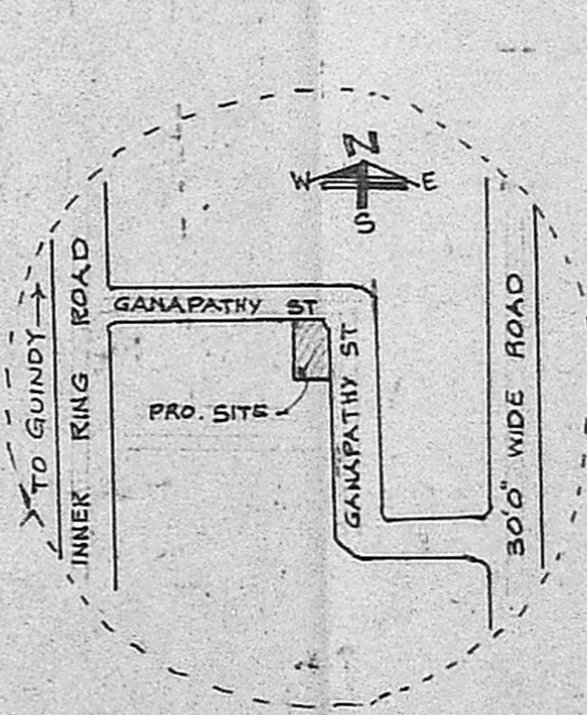 N
W E
S
GANAPATHY ST
PRO. SITE
GANAPATHY ST
TO GUINDY
INNER RING ROAD
30'0" WIDE ROAD